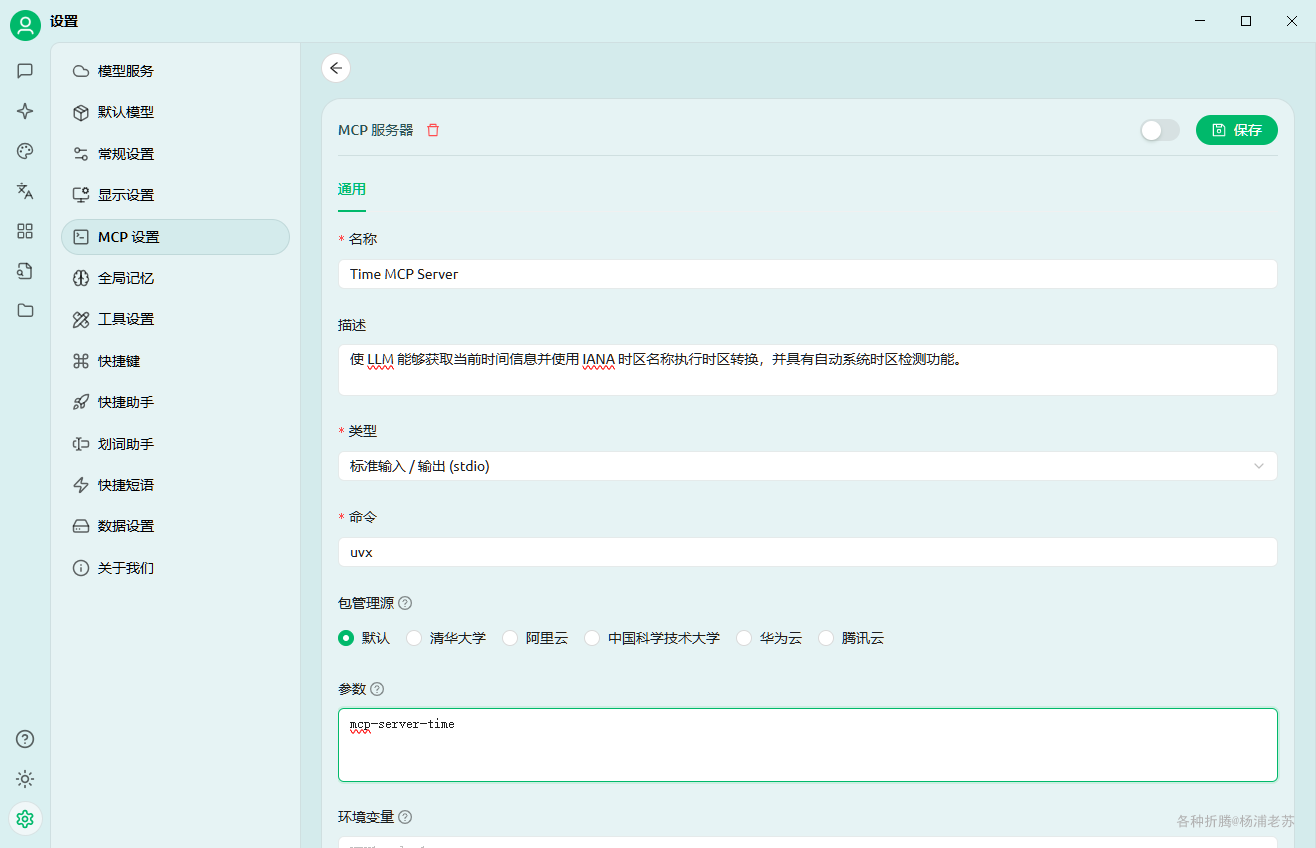 设置
模型服务
默认模型
常规设置
显示设置
MCP 设置
全局记忆
工具设置
快捷键
快捷助手
划词助手
快捷短语
数据设置
关于我们
MCP 服务器
保存
通用
* 名称
Time MCP Server
描述
使 LLM 能够获取当前时间信息并使用 IANA 时区名称执行时区转换，并具有自动系统时区检测功能。
* 类型
标准输入 / 输出 (stdio)
* 命令
uvx
包管理源
默认 清华大学 阿里云 中国科学技术大学 华为云 腾讯云
参数
mcp-server-time
环境变量
各种折腾@杨浦老苏